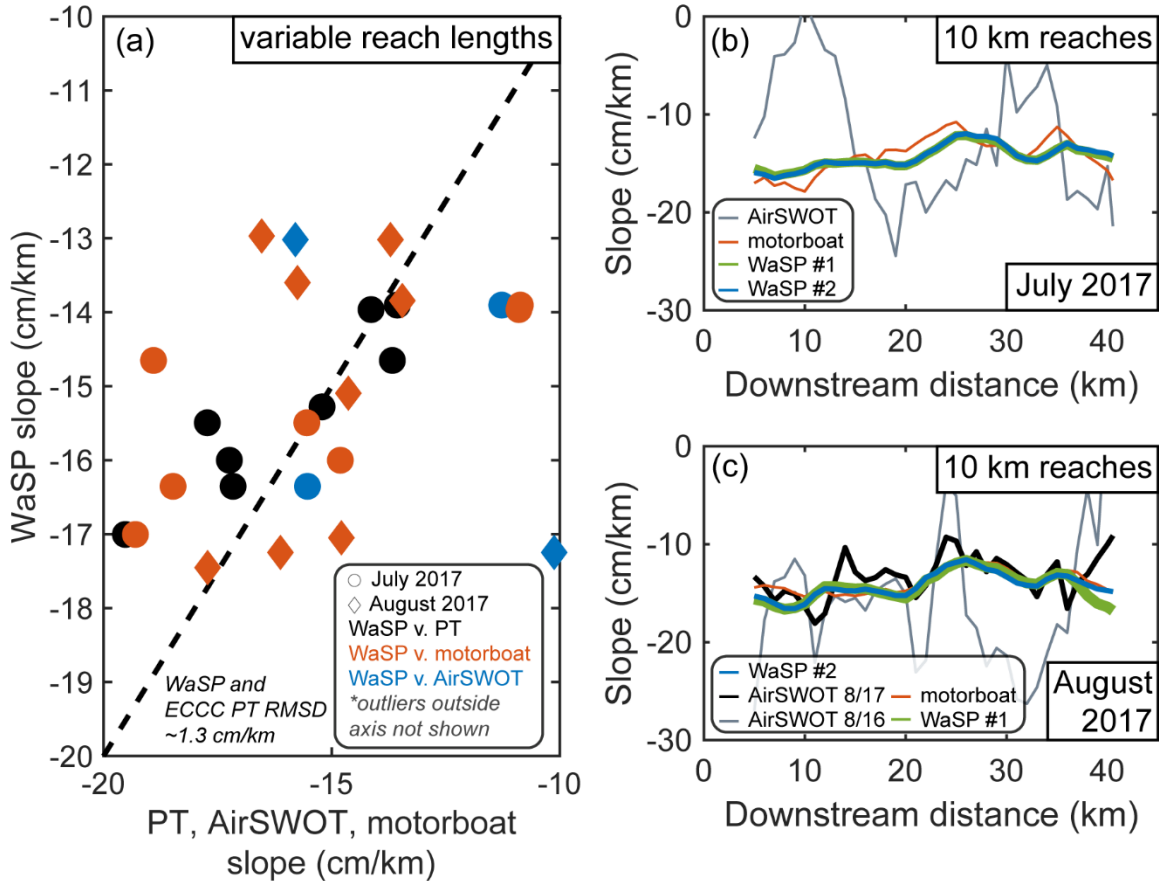 (a)
variable reach lengths
-10
-11
-12
-13
-14
-15
-16
-17
-18
-19
-20
WaSP slope (cm/km)
July 2017
August 2017
WaSP v. PT
WaSP v. motorboat
WaSP v. AirSWOT
*outliers outside
axis not shown
WaSP and
ECCC PT RMSD
~1.3 cm/km
-20
-15
-10
PT, AirSWOT, motorboat
slope (cm/km)
(b)
10 km reaches
0
-10
-20
-30
Slope (cm/km)
AirSWOT
motorboat
WaSP #1
WaSP #2
July 2017
0
10
20
30
40
Downstream distance (km)
(c)
10 km reaches
0
-10
-20
-30
Slope (cm/km)
WaSP #2
AirSWOT 8/17
motorboat
AirSWOT 8/16
WaSP #1
August
2017
0
10
20
30
40
Downstream distance (km)